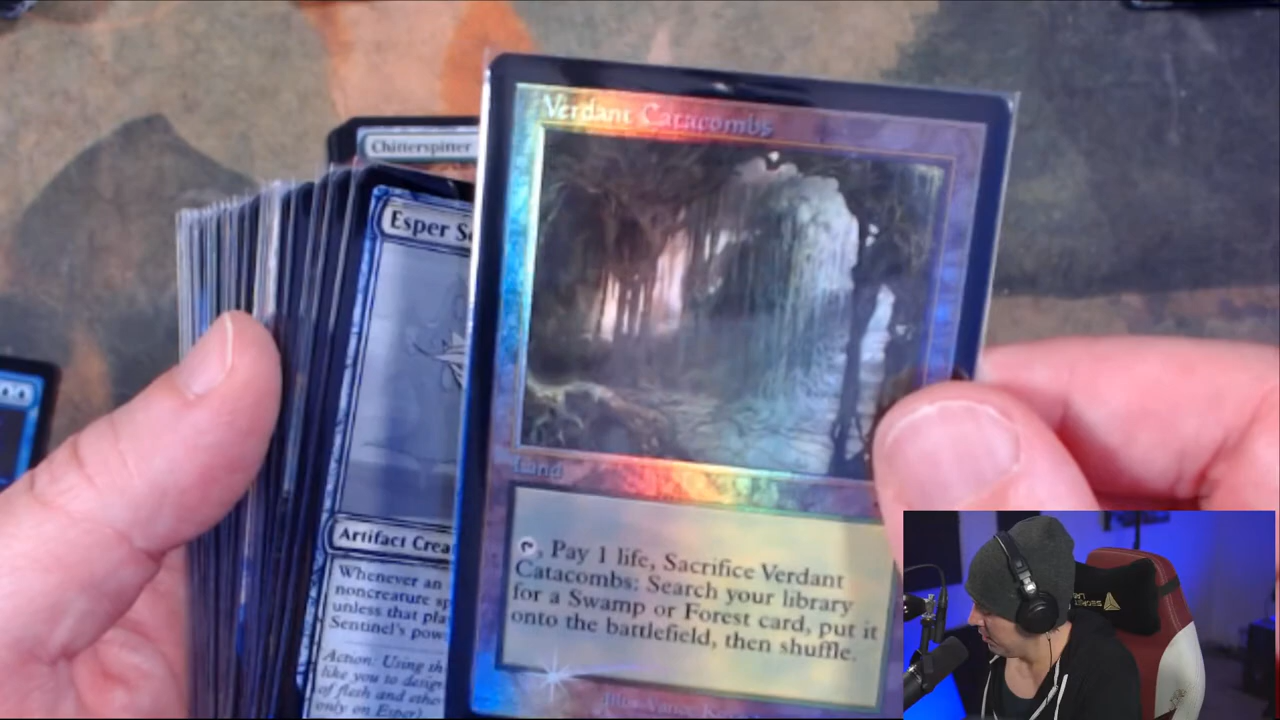 Verdant Catacombs
Chitterspitter
Esper Se
Land
Artifact Crea
, Pay 1 life, Sacrifice Verdant
Catacombs: Search your library
for a Swamp or Forest card, put it
onto the battlefield, then shuffle.
Whenever an
noncreature sp
unless that pla
Sentinel's pow
Action: Using th
like you to desig
of flesh and ethe
only on Esper)
Illus.